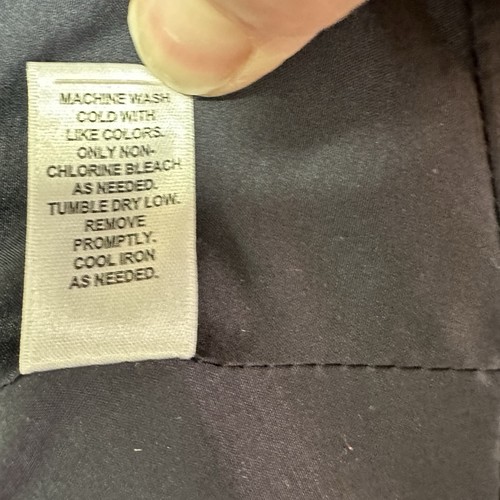 MACHINE WASH
COLD WITH
LIKE COLORS.
ONLY NON-
CHLORINE BLEACH
AS NEEDED.
TUMBLE DRY LOW.
REMOVE
PROMPTLY.
COOL IRON
AS NEEDED.